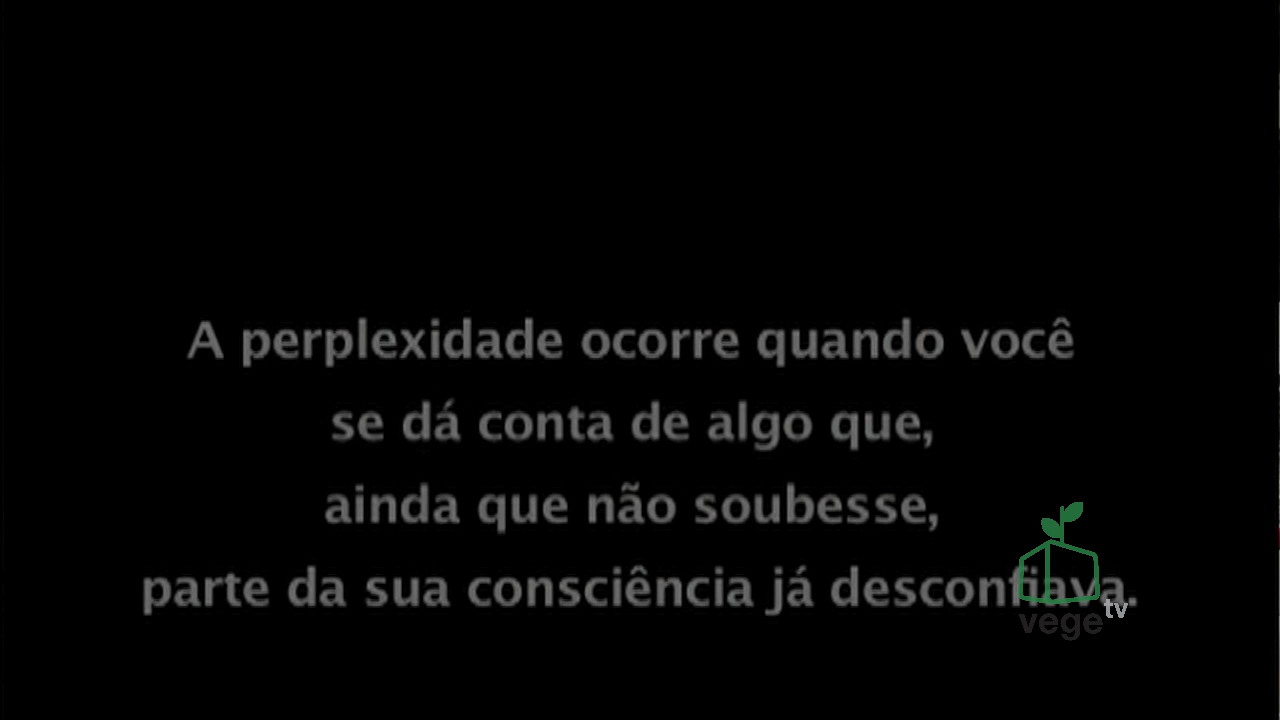 A perplexidade ocorre quando você
se dá conta de algo que,
ainda que não soubesse,
parte da sua consciência já desconfiava.
vege tv